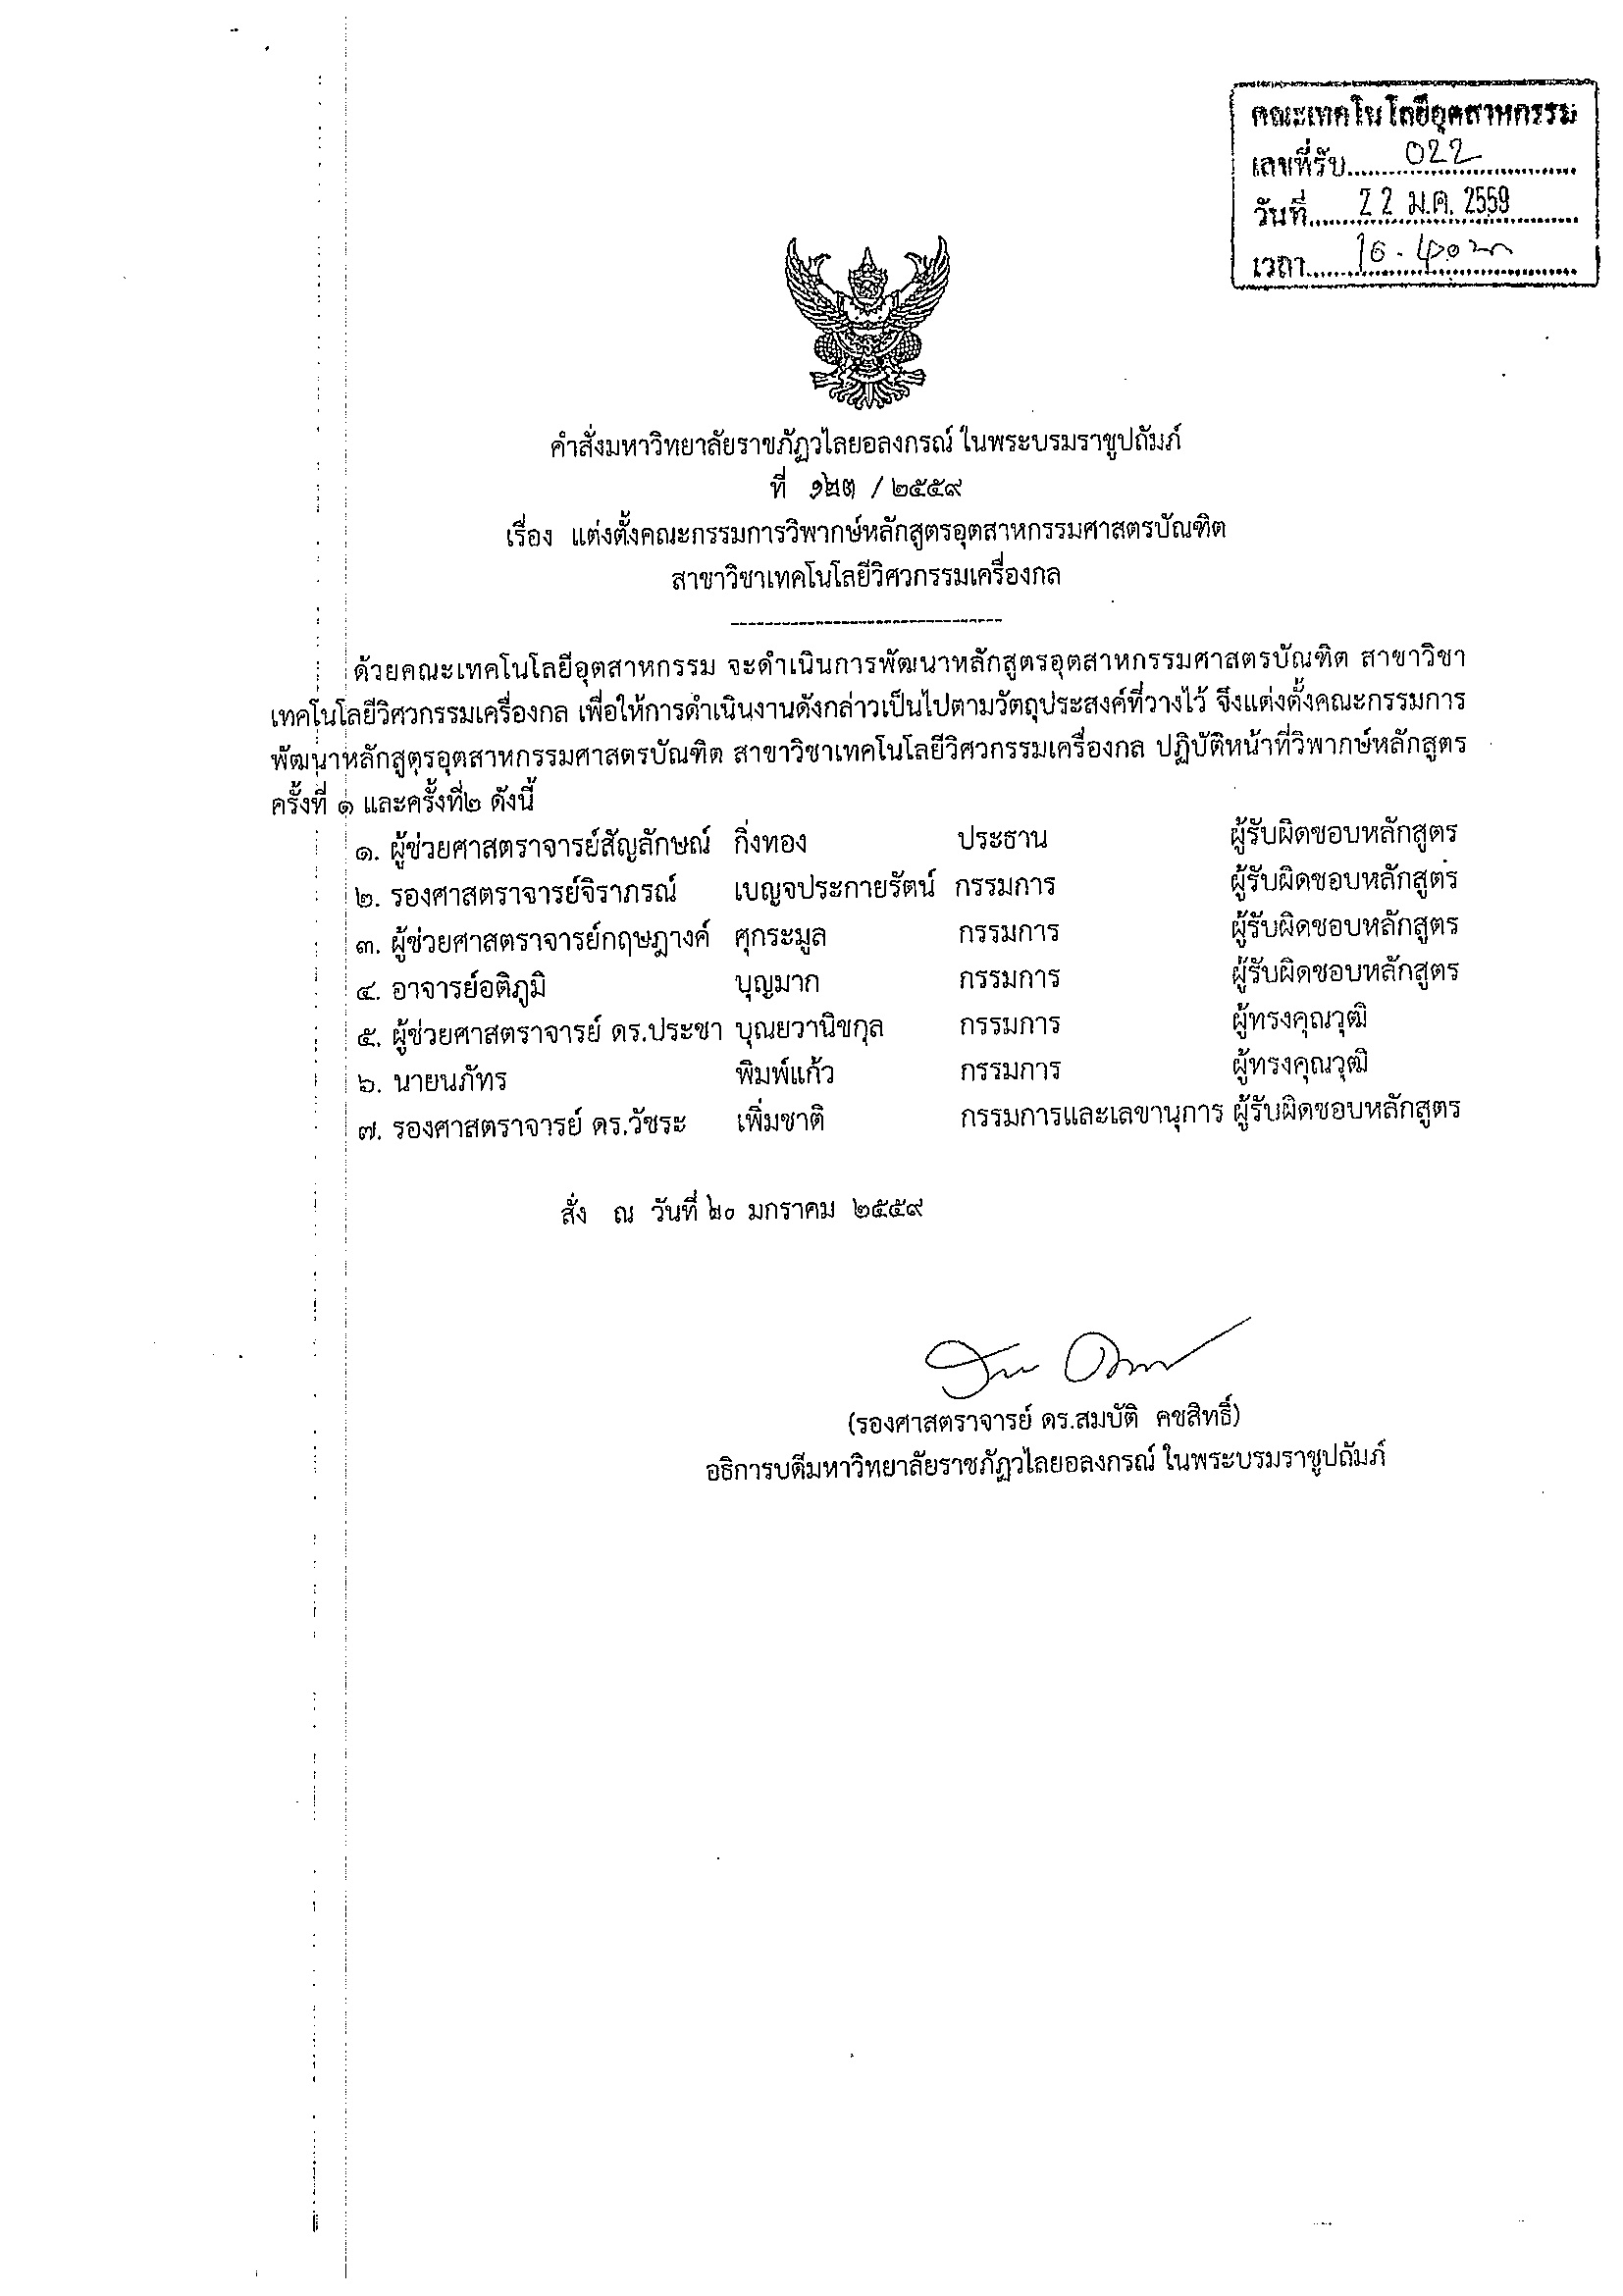 คณะเทคโนโลยีอุตสาหกรรม
เลขที่รับ 022
วันที่ 22 ม.ค. 2559
เวลา 16.40 น
คำสั่งมหาวิทยาลัยราชภัฏวไลยอลงกรณ์ ในพระบรมราชูปถัมภ์
ที่ ๑๒๓ / ๒๕๕๙
เรื่อง แต่งตั้งคณะกรรมการวิพากษ์หลักสูตรอุตสาหกรรมศาสตรบัณฑิต
สาขาวิชาเทคโนโลยีวิศวกรรมเครื่องกล
ด้วยคณะเทคโนโลยีอุตสาหกรรม จะดำเนินการพัฒนาหลักสูตรอุตสาหกรรมศาสตรบัณฑิต สาขาวิชา
เทคโนโลยีวิศวกรรมเครื่องกล เพื่อให้การดำเนินงานดังกล่าวเป็นไปตามวัตถุประสงค์ที่วางไว้ จึงแต่งตั้งคณะกรรมการ
พัฒนาหลักสูตรอุตสาหกรรมศาสตรบัณฑิต สาขาวิชาเทคโนโลยีวิศวกรรมเครื่องกล ปฏิบัติหน้าที่วิพากษ์หลักสูตร
ครั้งที่ ๑ และครั้งที่๒ ดังนี้
๑. ผู้ช่วยศาสตราจารย์สัญลักษณ์ กิ่งทอง ประธาน ผู้รับผิดชอบหลักสูตร
๒. รองศาสตราจารย์จิราภรณ์ เบญจประกายรัตน์ กรรมการ ผู้รับผิดชอบหลักสูตร
๓. ผู้ช่วยศาสตราจารย์กฤษฎางค์ ศุกระมูล กรรมการ ผู้รับผิดชอบหลักสูตร
๔. อาจารย์อติภูมิ บุญมาก กรรมการ ผู้รับผิดชอบหลักสูตร
๕. ผู้ช่วยศาสตราจารย์ ดร.ประชา บุณยวานิชกุล กรรมการ ผู้ทรงคุณวุฒิ
๖. นายนภัทร พิมพ์แก้ว กรรมการ ผู้ทรงคุณวุฒิ
๗. รองศาสตราจารย์ ดร.วัชระ เพิ่มชาติ กรรมการและเลขานุการ ผู้รับผิดชอบหลักสูตร
สั่ง ณ วันที่ ๒๐ มกราคม ๒๕๕๙
(รองศาสตราจารย์ ดร.สมบัติ คชสิทธิ์)
อธิการบดีมหาวิทยาลัยราชภัฏวไลยอลงกรณ์ ในพระบรมราชูปถัมภ์